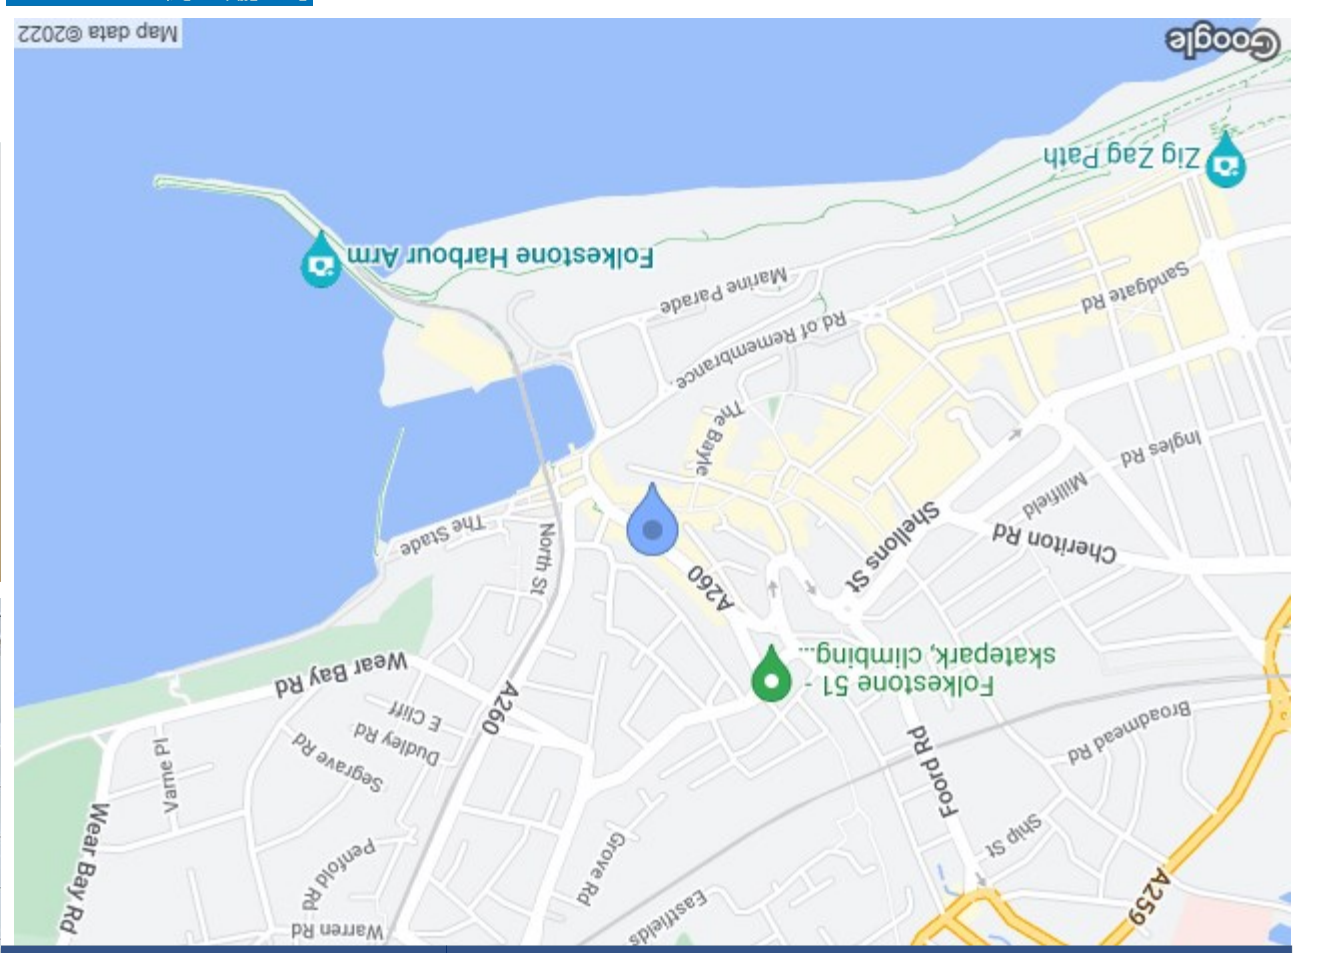 A259
Eastfields
Warren Rd
Grove Rd
Penfold Rd
Wear Bay Rd
Ship St
Foord Rd
Varne Pl
Segrave Rd
Dudley Rd
Broadmead Rd
E Cliff
A260
Folkestone 51 -
skatepark, climbing...
Wear Bay Rd
A260
North St
Cheriton Rd
Shellons St
The Stade
Millfield
Ingles Rd
The Bayle
Rd of Remembrance
Sandgate Rd
Marine Parade
Folkestone Harbour Arm
Zig Zag Path
Google
Map data ©2022